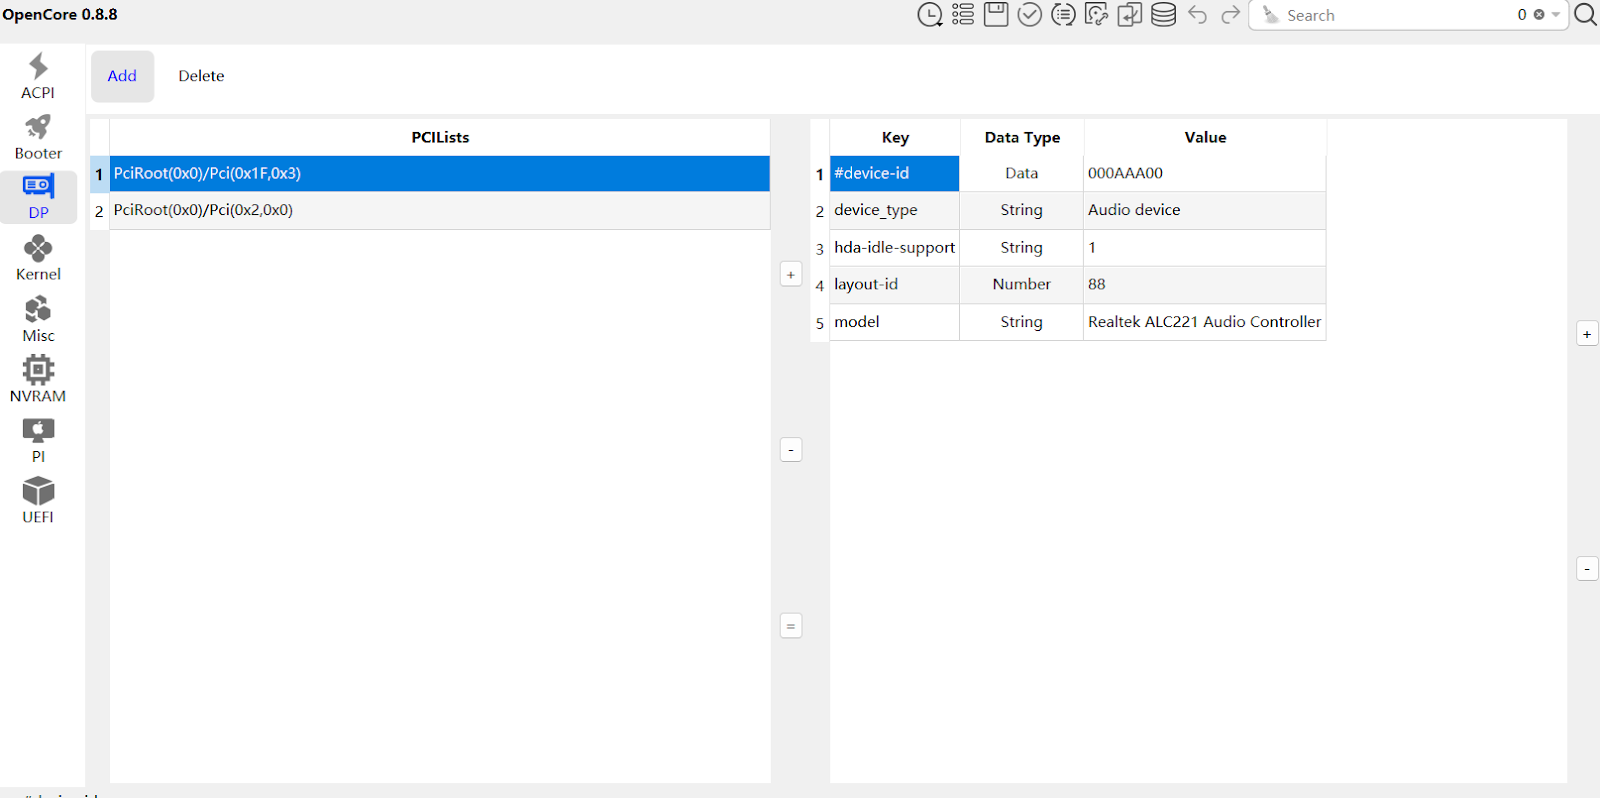 OpenCore 0.8.8
Search 0
ACPI
Booter
DP
Kernel
Misc
NVRAM
PI
UEFI
Add Delete
PCILists
1 PciRoot(0x0)/Pci(0x1F,0x3)
2 PciRoot(0x0)/Pci(0x2,0x0)
+
-
=
Key Data Type Value
1 #device-id Data 000AAA00
2 device_type String Audio device
3 hda-idle-support String 1
4 layout-id Number 88
5 model String Realtek ALC221 Audio Controller
+
-